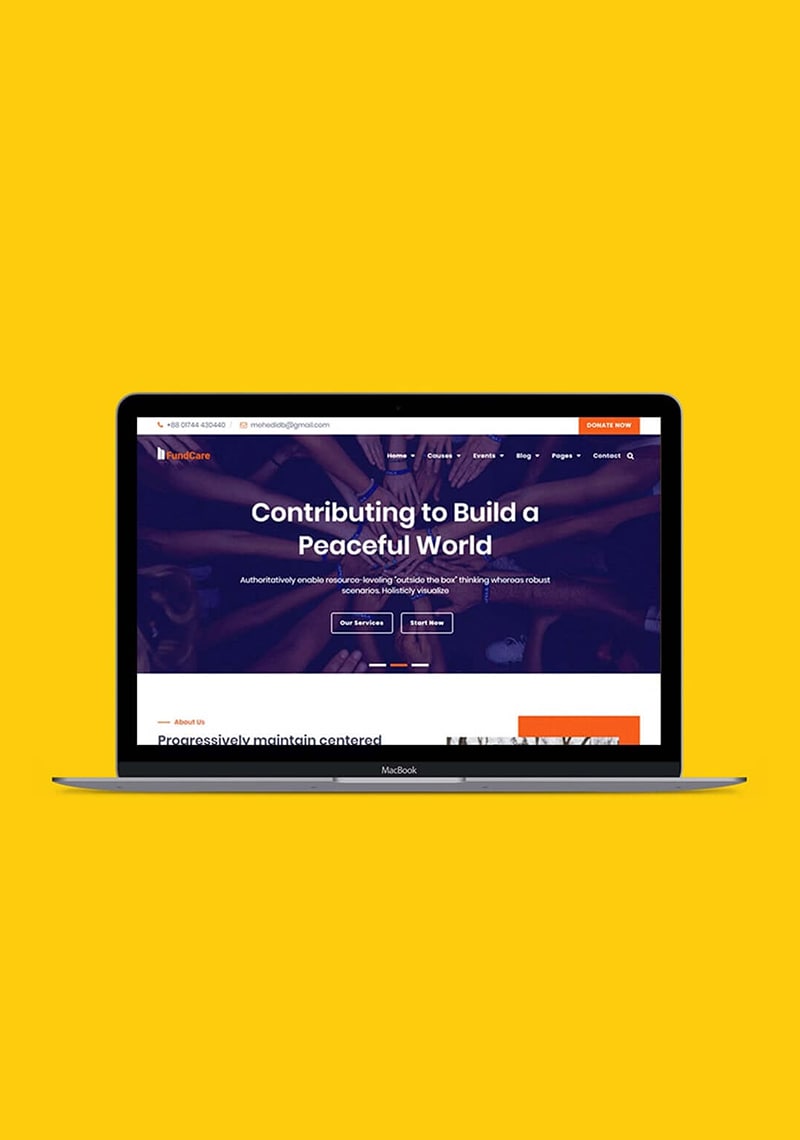 +88 01744 430440
mehedidb@gmail.com
DONATE NOW
FundCare
Home
Causes
Events
Blog
Pages
Contact
Contributing to Build a
Peaceful World
Authoritatively enable resource-leveling "outside the box" thinking whereas robust
scenarios. Holisticly visualize
Our Services
Start Now
About Us
Progressively maintain centered
MacBook